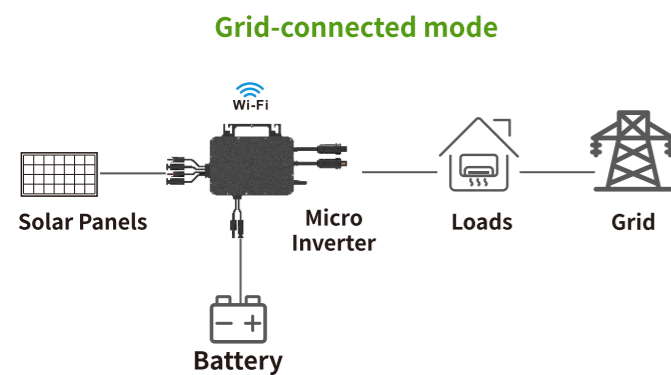 Grid-connected mode
Wi-Fi
Solar Panels
Micro
Inverter
Loads
Grid
Battery